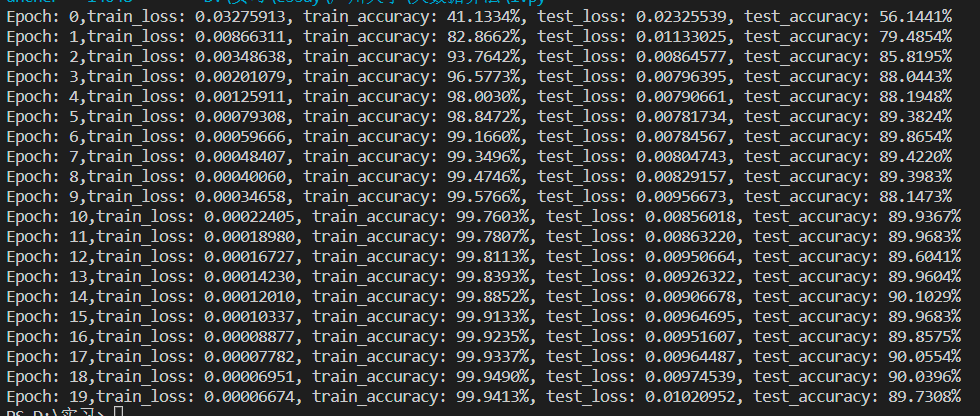 Epoch: 0,train_loss: 0.03275913, train_accuracy: 41.1334%, test_loss: 0.02325539, test_accuracy: 56.1441%
Epoch: 1,train_loss: 0.00866311, train_accuracy: 82.8662%, test_loss: 0.01133025, test_accuracy: 79.4854%
Epoch: 2,train_loss: 0.00348638, train_accuracy: 93.7642%, test_loss: 0.00864577, test_accuracy: 85.8195%
Epoch: 3,train_loss: 0.00201079, train_accuracy: 96.5773%, test_loss: 0.00796395, test_accuracy: 88.0443%
Epoch: 4,train_loss: 0.00125911, train_accuracy: 98.0030%, test_loss: 0.00790661, test_accuracy: 88.1948%
Epoch: 5,train_loss: 0.00079308, train_accuracy: 98.8472%, test_loss: 0.00781734, test_accuracy: 89.3824%
Epoch: 6,train_loss: 0.00059666, train_accuracy: 99.1660%, test_loss: 0.00784567, test_accuracy: 89.8654%
Epoch: 7,train_loss: 0.00048407, train_accuracy: 99.3496%, test_loss: 0.00804743, test_accuracy: 89.4220%
Epoch: 8,train_loss: 0.00040060, train_accuracy: 99.4746%, test_loss: 0.00829157, test_accuracy: 89.3983%
Epoch: 9,train_loss: 0.00034658, train_accuracy: 99.5766%, test_loss: 0.00956673, test_accuracy: 88.1473%
Epoch: 10,train_loss: 0.00022405, train_accuracy: 99.7603%, test_loss: 0.00856018, test_accuracy: 89.9367%
Epoch: 11,train_loss: 0.00018980, train_accuracy: 99.7807%, test_loss: 0.00863220, test_accuracy: 89.9683%
Epoch: 12,train_loss: 0.00016727, train_accuracy: 99.8113%, test_loss: 0.00950664, test_accuracy: 89.6041%
Epoch: 13,train_loss: 0.00014230, train_accuracy: 99.8393%, test_loss: 0.00926322, test_accuracy: 89.9604%
Epoch: 14,train_loss: 0.00012010, train_accuracy: 99.8852%, test_loss: 0.00906678, test_accuracy: 90.1029%
Epoch: 15,train_loss: 0.00010337, train_accuracy: 99.9133%, test_loss: 0.00964695, test_accuracy: 89.9683%
Epoch: 16,train_loss: 0.00008877, train_accuracy: 99.9235%, test_loss: 0.00951607, test_accuracy: 89.8575%
Epoch: 17,train_loss: 0.00007782, train_accuracy: 99.9337%, test_loss: 0.00964487, test_accuracy: 90.0554%
Epoch: 18,train_loss: 0.00006951, train_accuracy: 99.9490%, test_loss: 0.00974539, test_accuracy: 90.0396%
Epoch: 19,train_loss: 0.00006674, train_accuracy: 99.9413%, test_loss: 0.01020952, test_accuracy: 89.7308%
PS D:\实习>